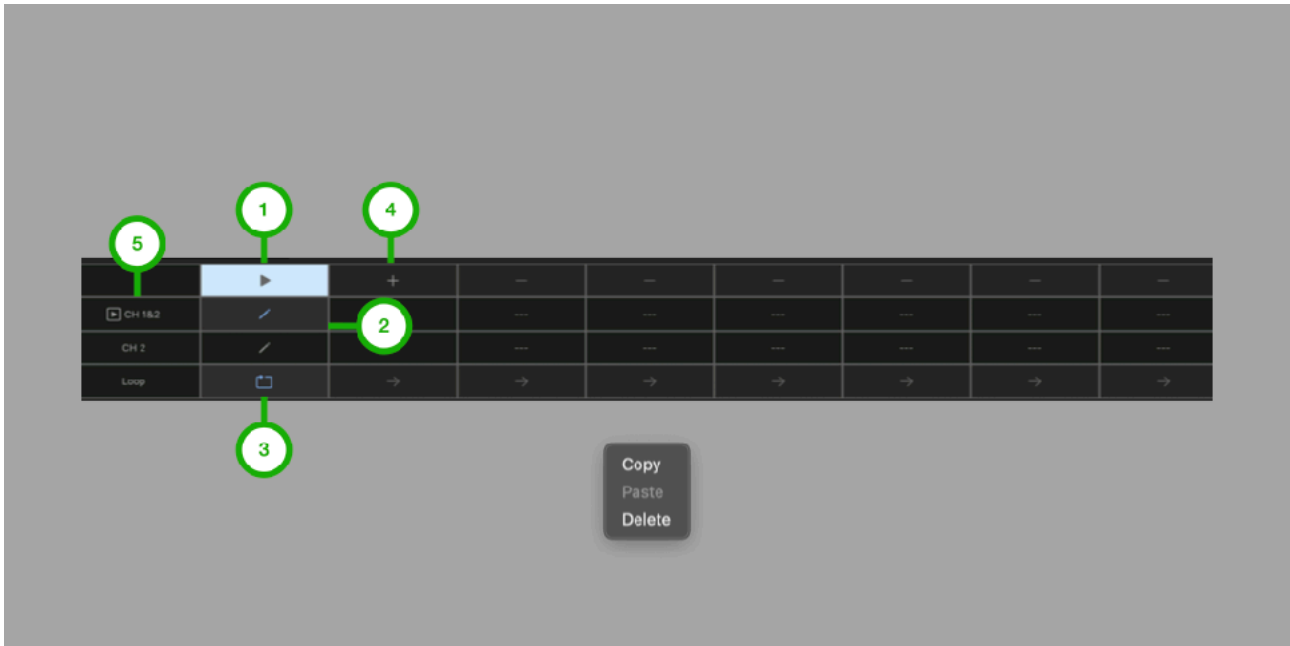 1
4
5
+ — — — — — —
CH 1&2 --- --- --- --- --- ---
2
CH 2 --- --- --- --- --- ---
Loop → → → → → → →
3
Copy
Paste
Delete